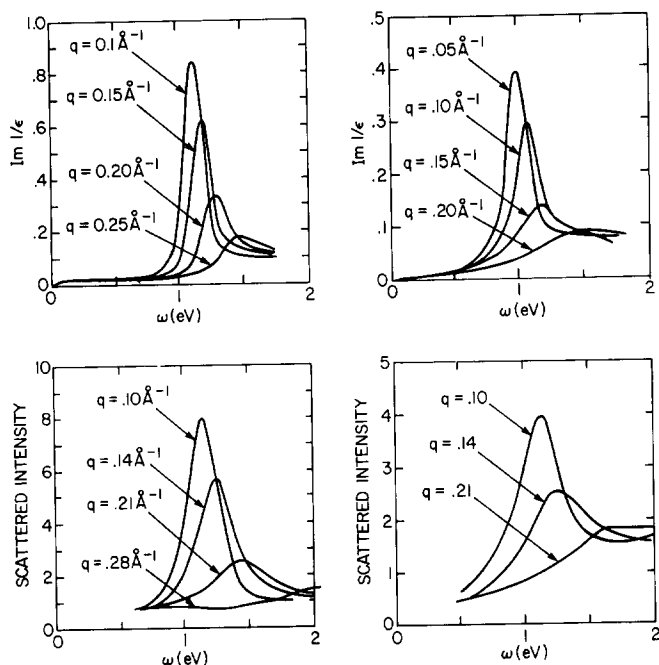 1.0
.8
.6
.4
.2
0
q = 0.1Å⁻¹
q = 0.15Å⁻¹
q = 0.20Å⁻¹
q = 0.25Å⁻¹
Im 1/ϵ
0
1
2
ω(eV)
.5
.4
.3
.2
.1
0
q = .05Å⁻¹
q = .10Å⁻¹
q = .15Å⁻¹
q = .20Å⁻¹
Im 1/ϵ
0
1
2
ω(eV)
10
8
6
4
2
0
q = .10Å⁻¹
q = .14Å⁻¹
q = .21Å⁻¹
q = .28Å⁻¹
SCATTERED INTENSITY
0
1
2
ω(eV)
5
4
3
2
1
0
q = .10
q = .14
q = .21
SCATTERED INTENSITY
0
1
2
ω(eV)